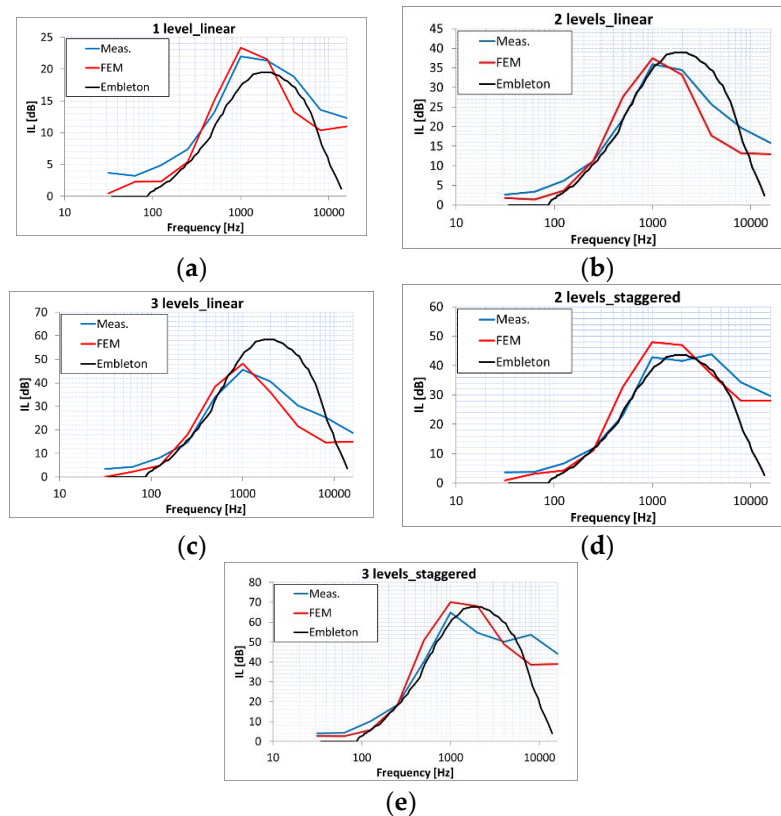 1 level_linear
IL [dB]
25
20
15
10
5
0
Meas.
FEM
Embleton
10
100
1000
10000
Frequency [Hz]
(a)
2 levels_linear
IL [dB]
45
40
35
30
25
20
15
10
5
0
Meas.
FEM
Embleton
10
100
1000
10000
Frequency [Hz]
(b)
3 levels_linear
IL [dB]
70
60
50
40
30
20
10
0
Meas.
FEM
Embleton
10
100
1000
10000
Frequency [Hz]
(c)
2 levels_staggered
IL [dB]
60
50
40
30
20
10
0
Meas.
FEM
Embleton
10
100
1000
10000
Frequency [Hz]
(d)
3 levels_staggered
IL [dB]
80
70
60
50
40
30
20
10
0
Meas.
FEM
Embleton
10
100
1000
10000
Frequency [Hz]
(e)